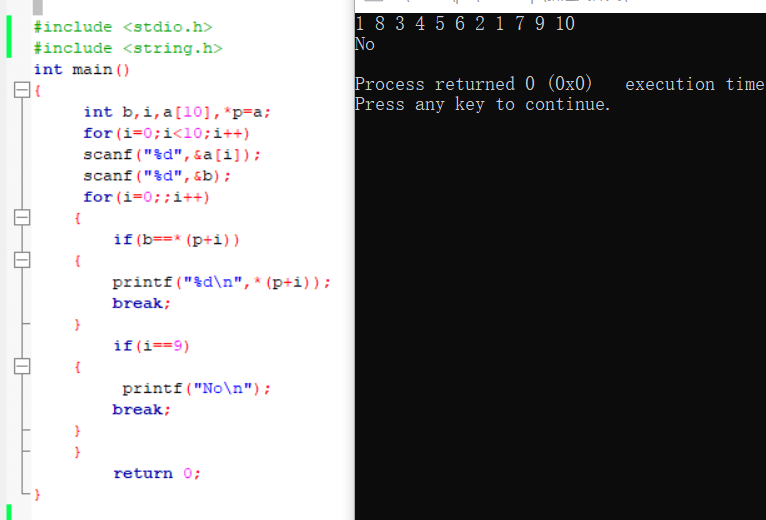 #include <stdio.h>
#include <string.h>
int main()
{
int b,i,a[10],*p=a;
for(i=0;i<10;i++)
scanf("%d",&a[i]);
scanf("%d",&b);
for(i=0;;i++)
{
if(b==*(p+i))
{
printf("%d\n",*(p+i));
break;
}
if(i==9)
{
printf("No\n");
break;
}
}
return 0;
}
1 8 3 4 5 6 2 1 7 9 10
No
Process returned 0 (0x0)   execution time
Press any key to continue.